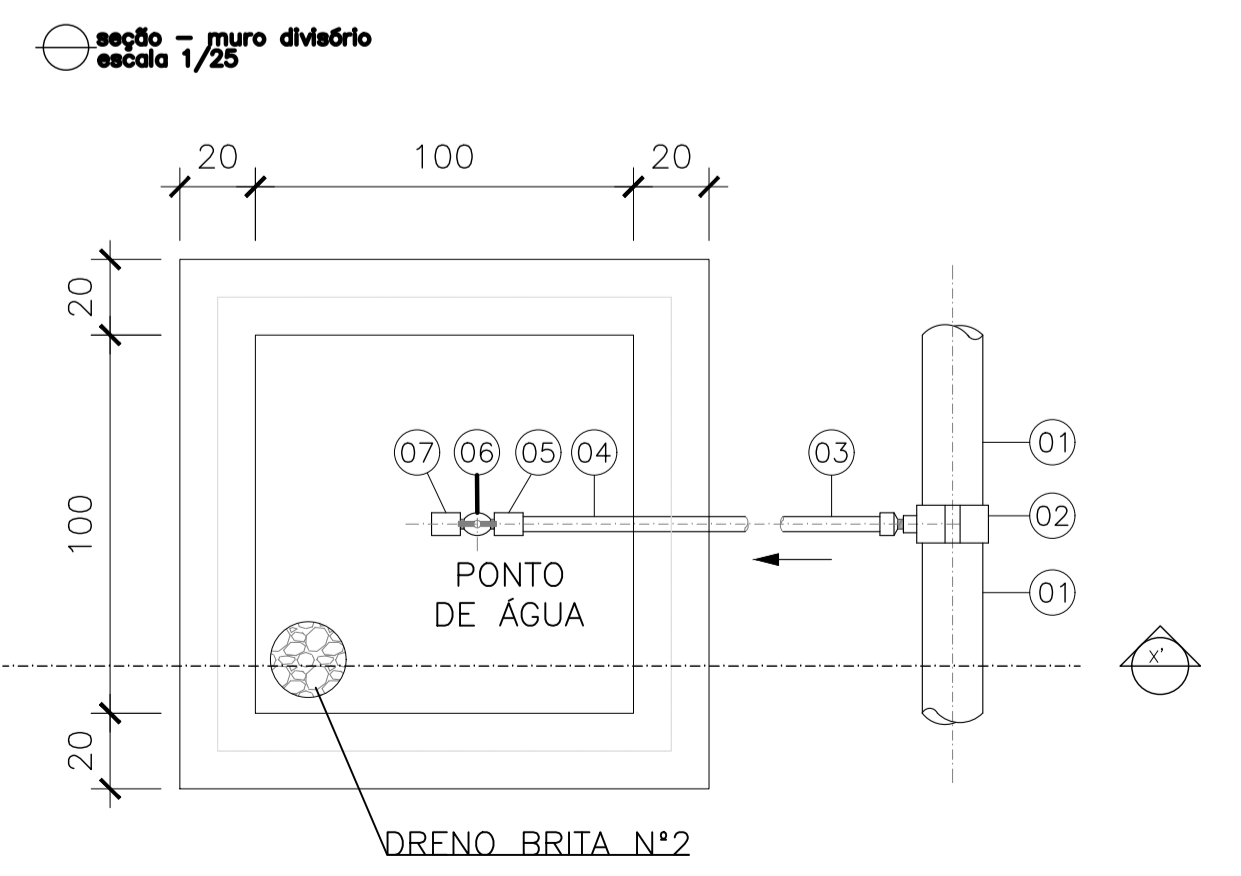 seção - muro divisório
escala 1/25
20 100 20
20
100
20
07 06 05 04 03
01
02
01
PONTO
DE ÁGUA
X'
DRENO BRITA Nº2